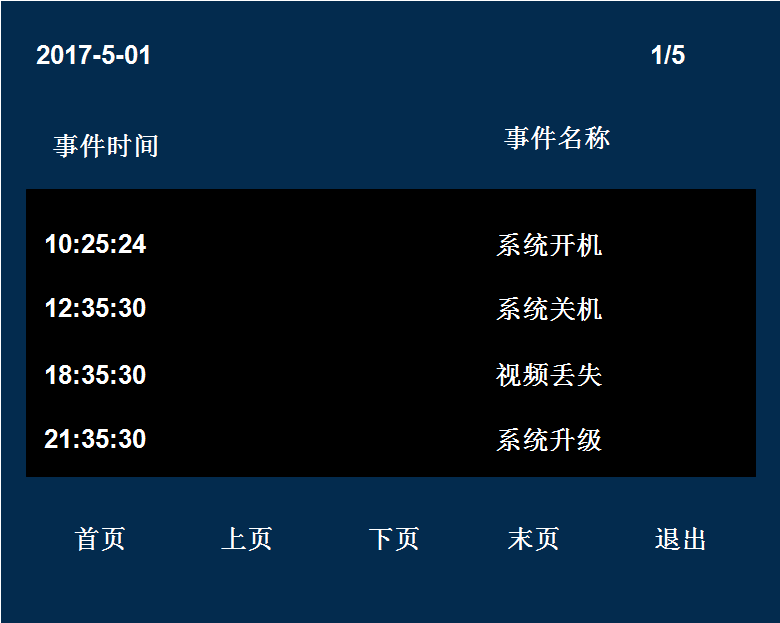 2017-5-01 1/5
事件时间 事件名称
10:25:24 系统开机
12:35:30 系统关机
18:35:30 视频丢失
21:35:30 系统升级
首页 上页 下页 末页 退出